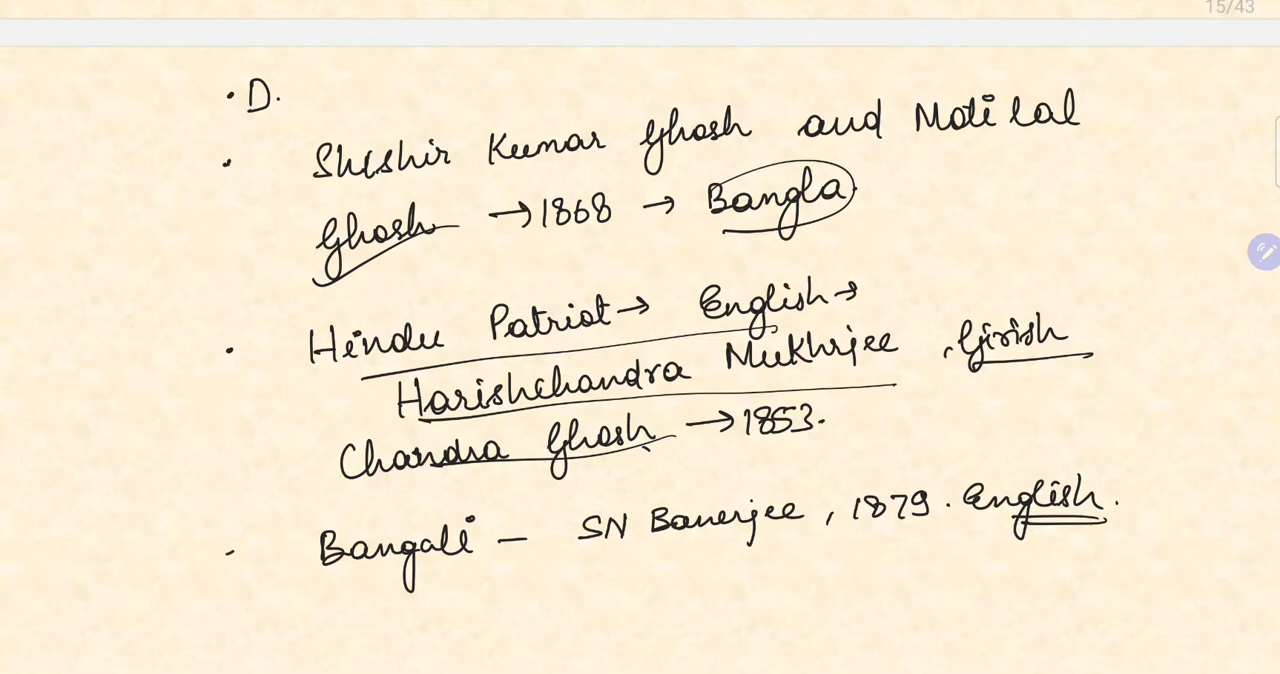 15/43
• D.
• Shishir Kumar Ghosh and Motilal
Ghosh → 1868 → Bangla
• Hindu Patriot → English →
Harishchandra Mukhrjee, Girish
Chandra Ghosh → 1853.
- Bangali - SN Banerjee, 1879. English.